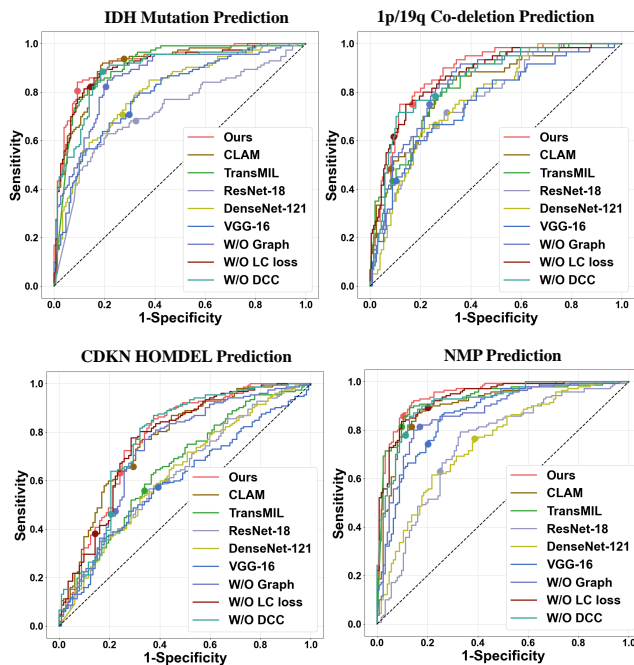 IDH Mutation Prediction
1.0
0.8
0.6
0.4
0.2
0.0
Sensitivity
Ours
CLAM
TransMIL
ResNet-18
DenseNet-121
VGG-16
W/O Graph
W/O LC loss
W/O DCC
0.0 0.2 0.4 0.6 0.8 1.0
1-Specificity
1p/19q Co-deletion Prediction
1.0
0.8
0.6
0.4
0.2
0.0
Sensitivity
Ours
CLAM
TransMIL
ResNet-18
DenseNet-121
VGG-16
W/O Graph
W/O LC loss
W/O DCC
0.0 0.2 0.4 0.6 0.8 1.0
1-Specificity
CDKN HOMDEL Prediction
1.0
0.8
0.6
0.4
0.2
0.0
Sensitivity
Ours
CLAM
TransMIL
ResNet-18
DenseNet-121
VGG-16
W/O Graph
W/O LC loss
W/O DCC
0.0 0.2 0.4 0.6 0.8 1.0
1-Specificity
NMP Prediction
1.0
0.8
0.6
0.4
0.2
0.0
Sensitivity
Ours
CLAM
TransMIL
ResNet-18
DenseNet-121
VGG-16
W/O Graph
W/O LC loss
W/O DCC
0.0 0.2 0.4 0.6 0.8 1.0
1-Specificity